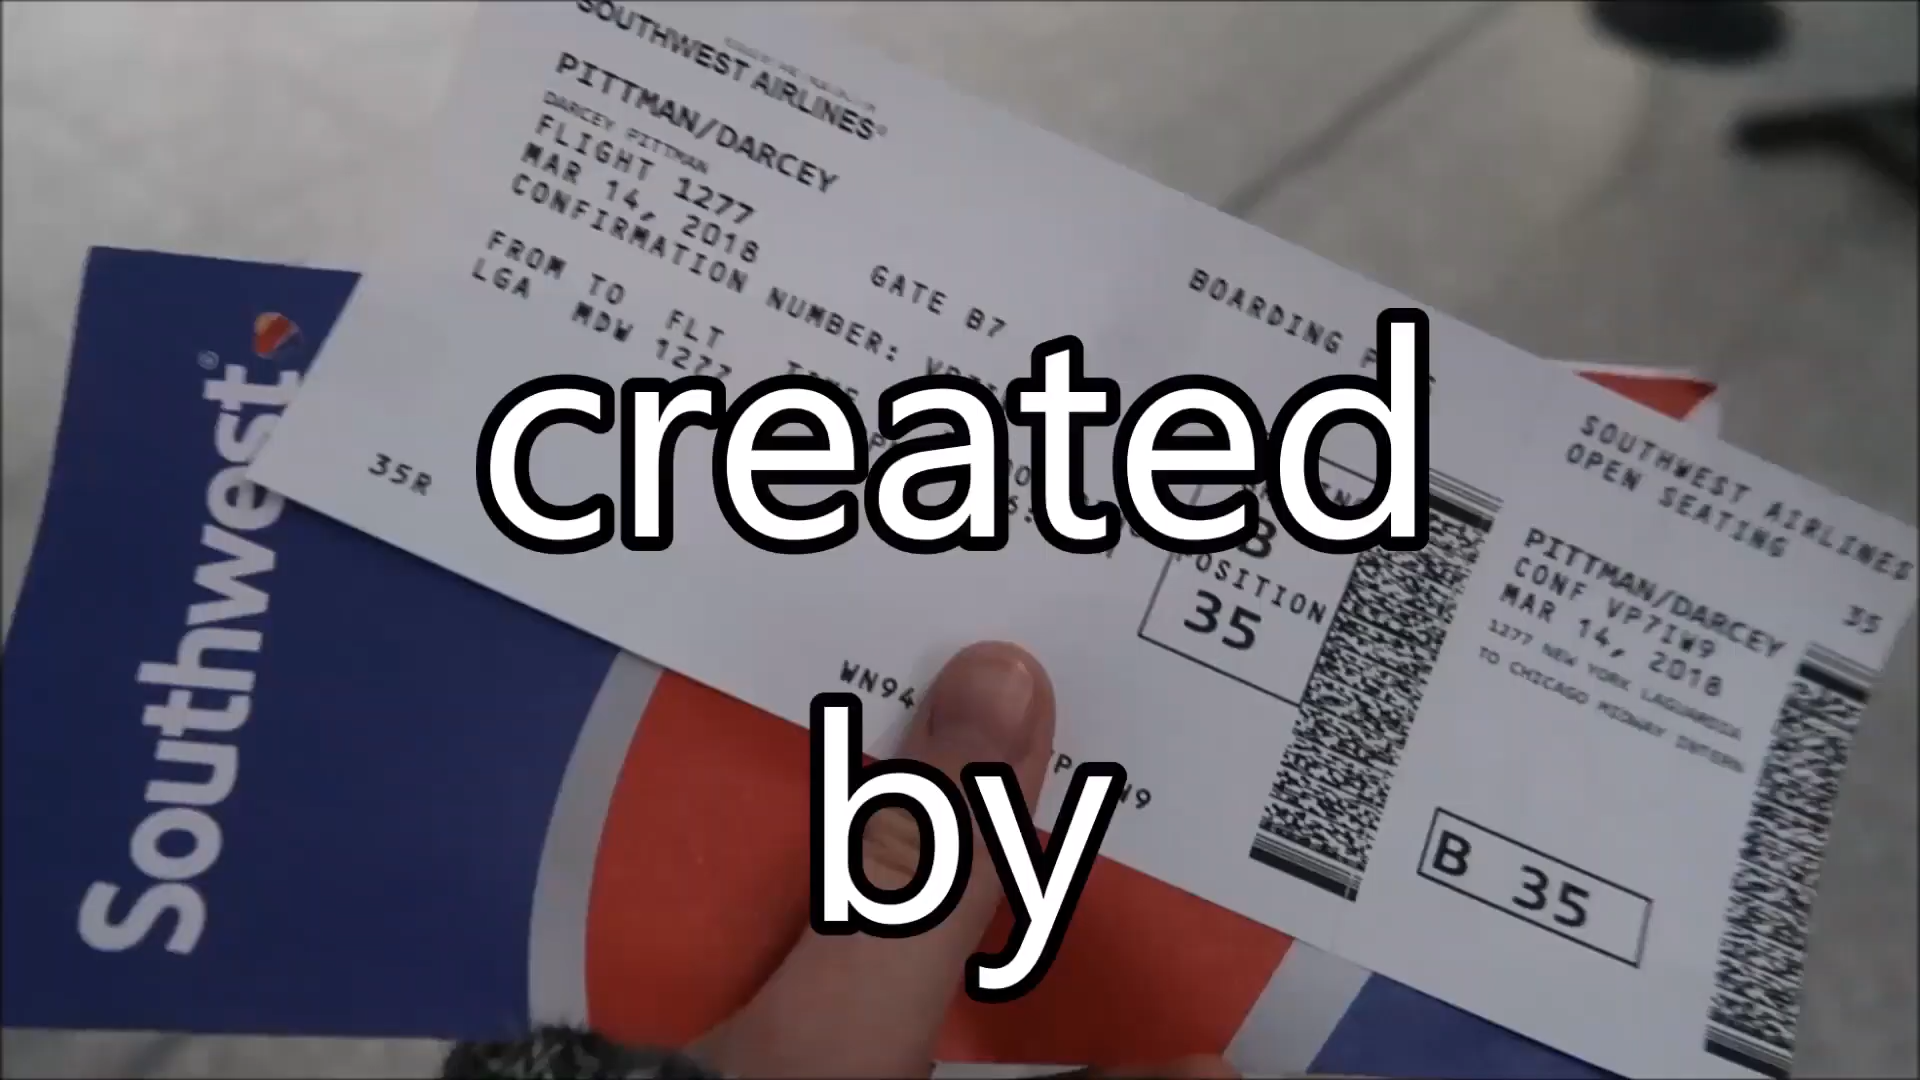 SOUTHWEST AIRLINES®
PITTMAN/DARCEY
DARCEY PITTMAN
FLIGHT 1277
MAR 14, 2018
CONFIRMATION NUMBER:
GATE B7
BOARDING
FROM TO FLT
LGA MDW 1277
35R
B
POSITION
35
WN94
SOUTHWEST AIRLINES
OPEN SEATING
35
PITTMAN/DARCEY
CONF VP7IW9
MAR 14, 2018
1277 NEW YORK LAGUARDIA
TO CHICAGO MIDWAY INTERN
B 35
Southwest®
created
by